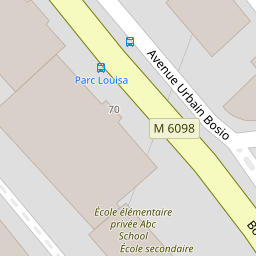 Avenue Urbain Bosio
Parc Louisa
70
M 6098
École élémentaire
privée Abc
School
École secondaire